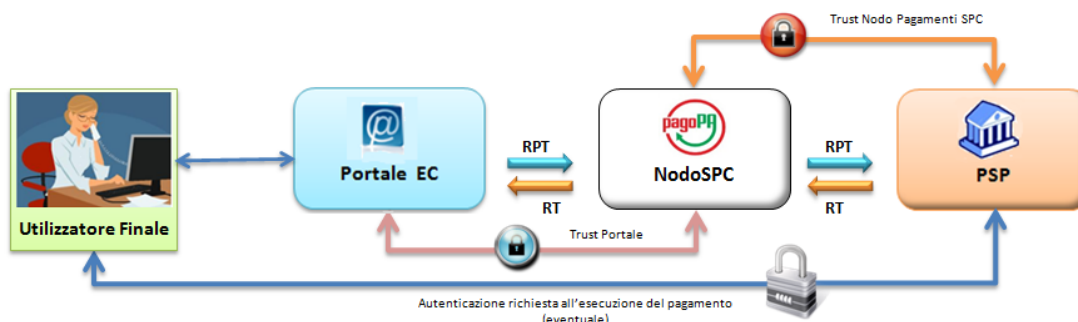 Trust Nodo Pagamenti SPC
@
pagoPA
RPT
RPT
Portale EC
NodoSPC
PSP
RT
RT
Utilizzatore Finale
Trust Portale
Autenticazione richiesta all'esecuzione del pagamento
(eventuale)